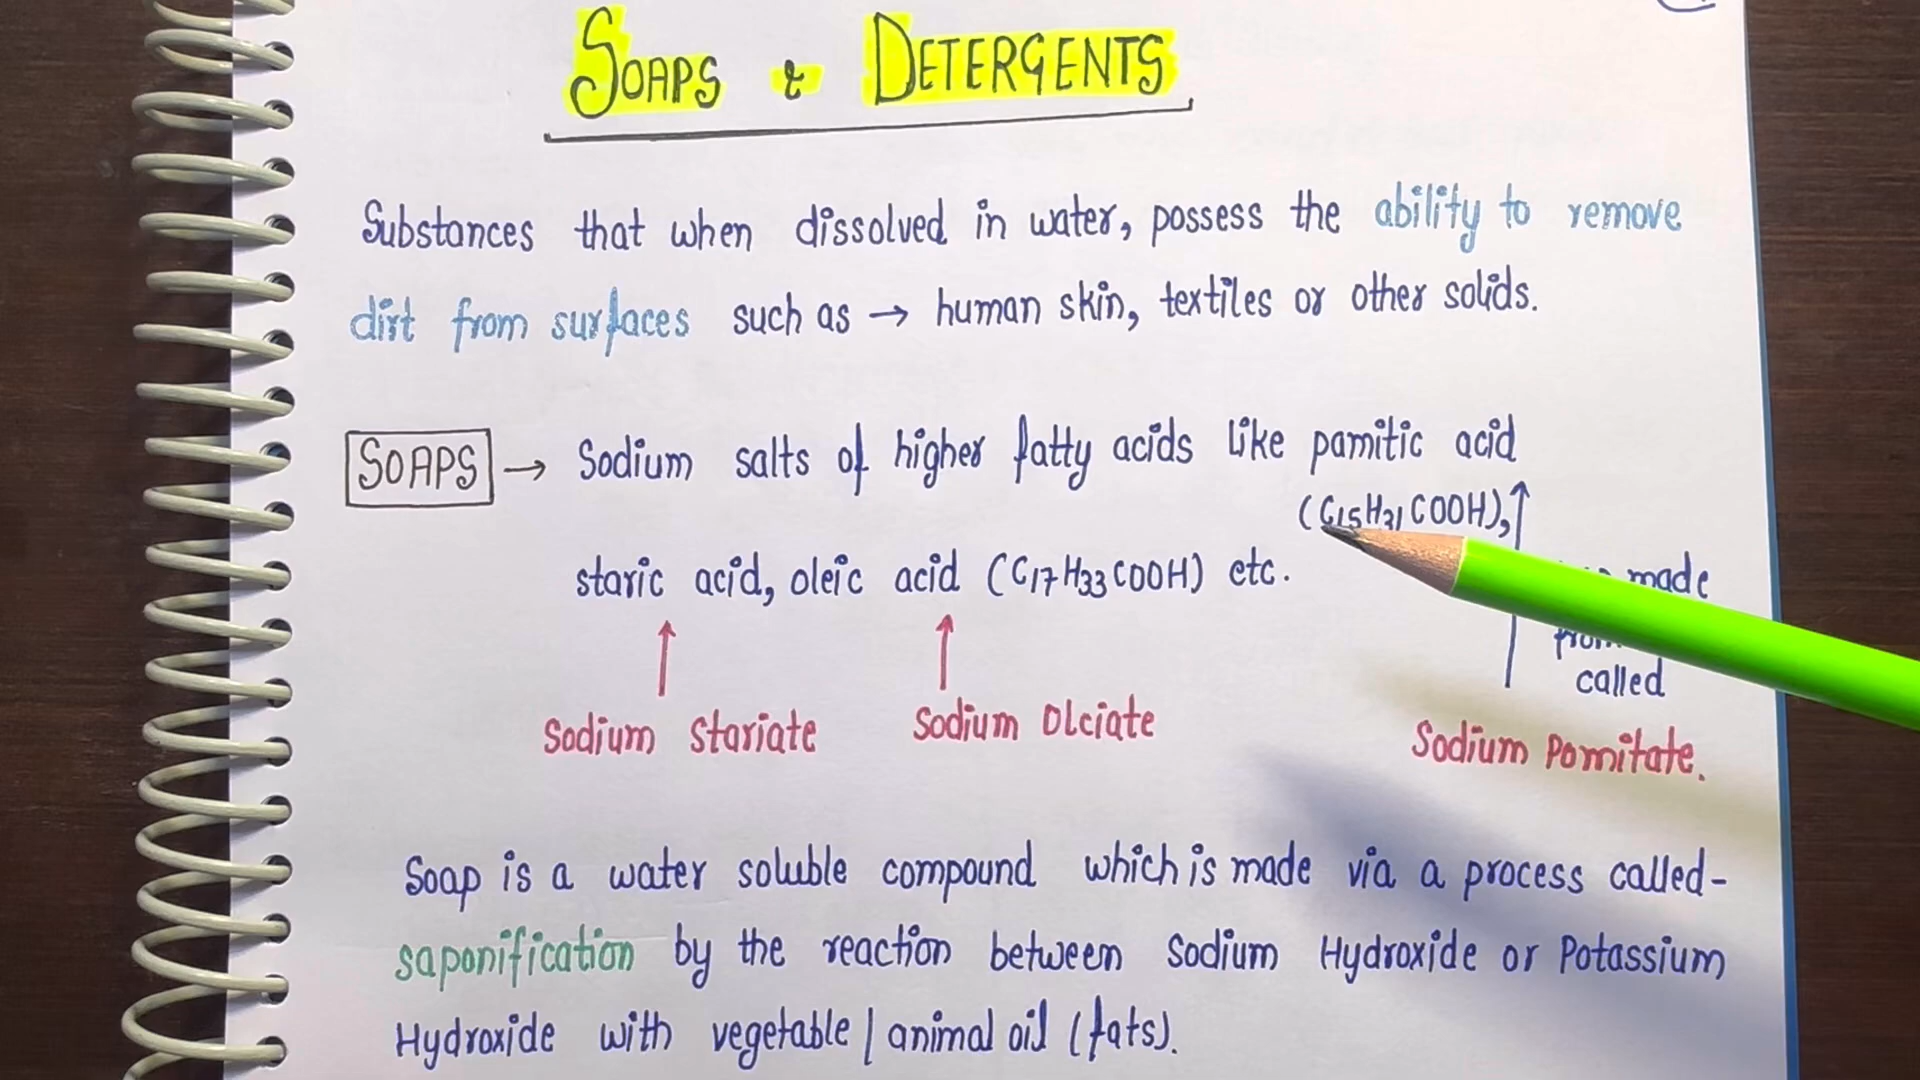 SOAPS & DETERGENTS
Substances that when dissolved in water, possess the ability to remove
dirt from surfaces such as → human skin, textiles or other solids.
SOAPS → Sodium salts of higher fatty acids like pamitic acid
(C15H31COOH),
staric acid, oleic acid (C17H33COOH) etc.
made
called
Sodium Stariate Sodium Olciate Sodium Pomitate.
Soap is a water soluble compound which is made via a process called-
saponification by the reaction between Sodium Hydroxide or Potassium
Hydroxide with vegetable/animal oil (fats).